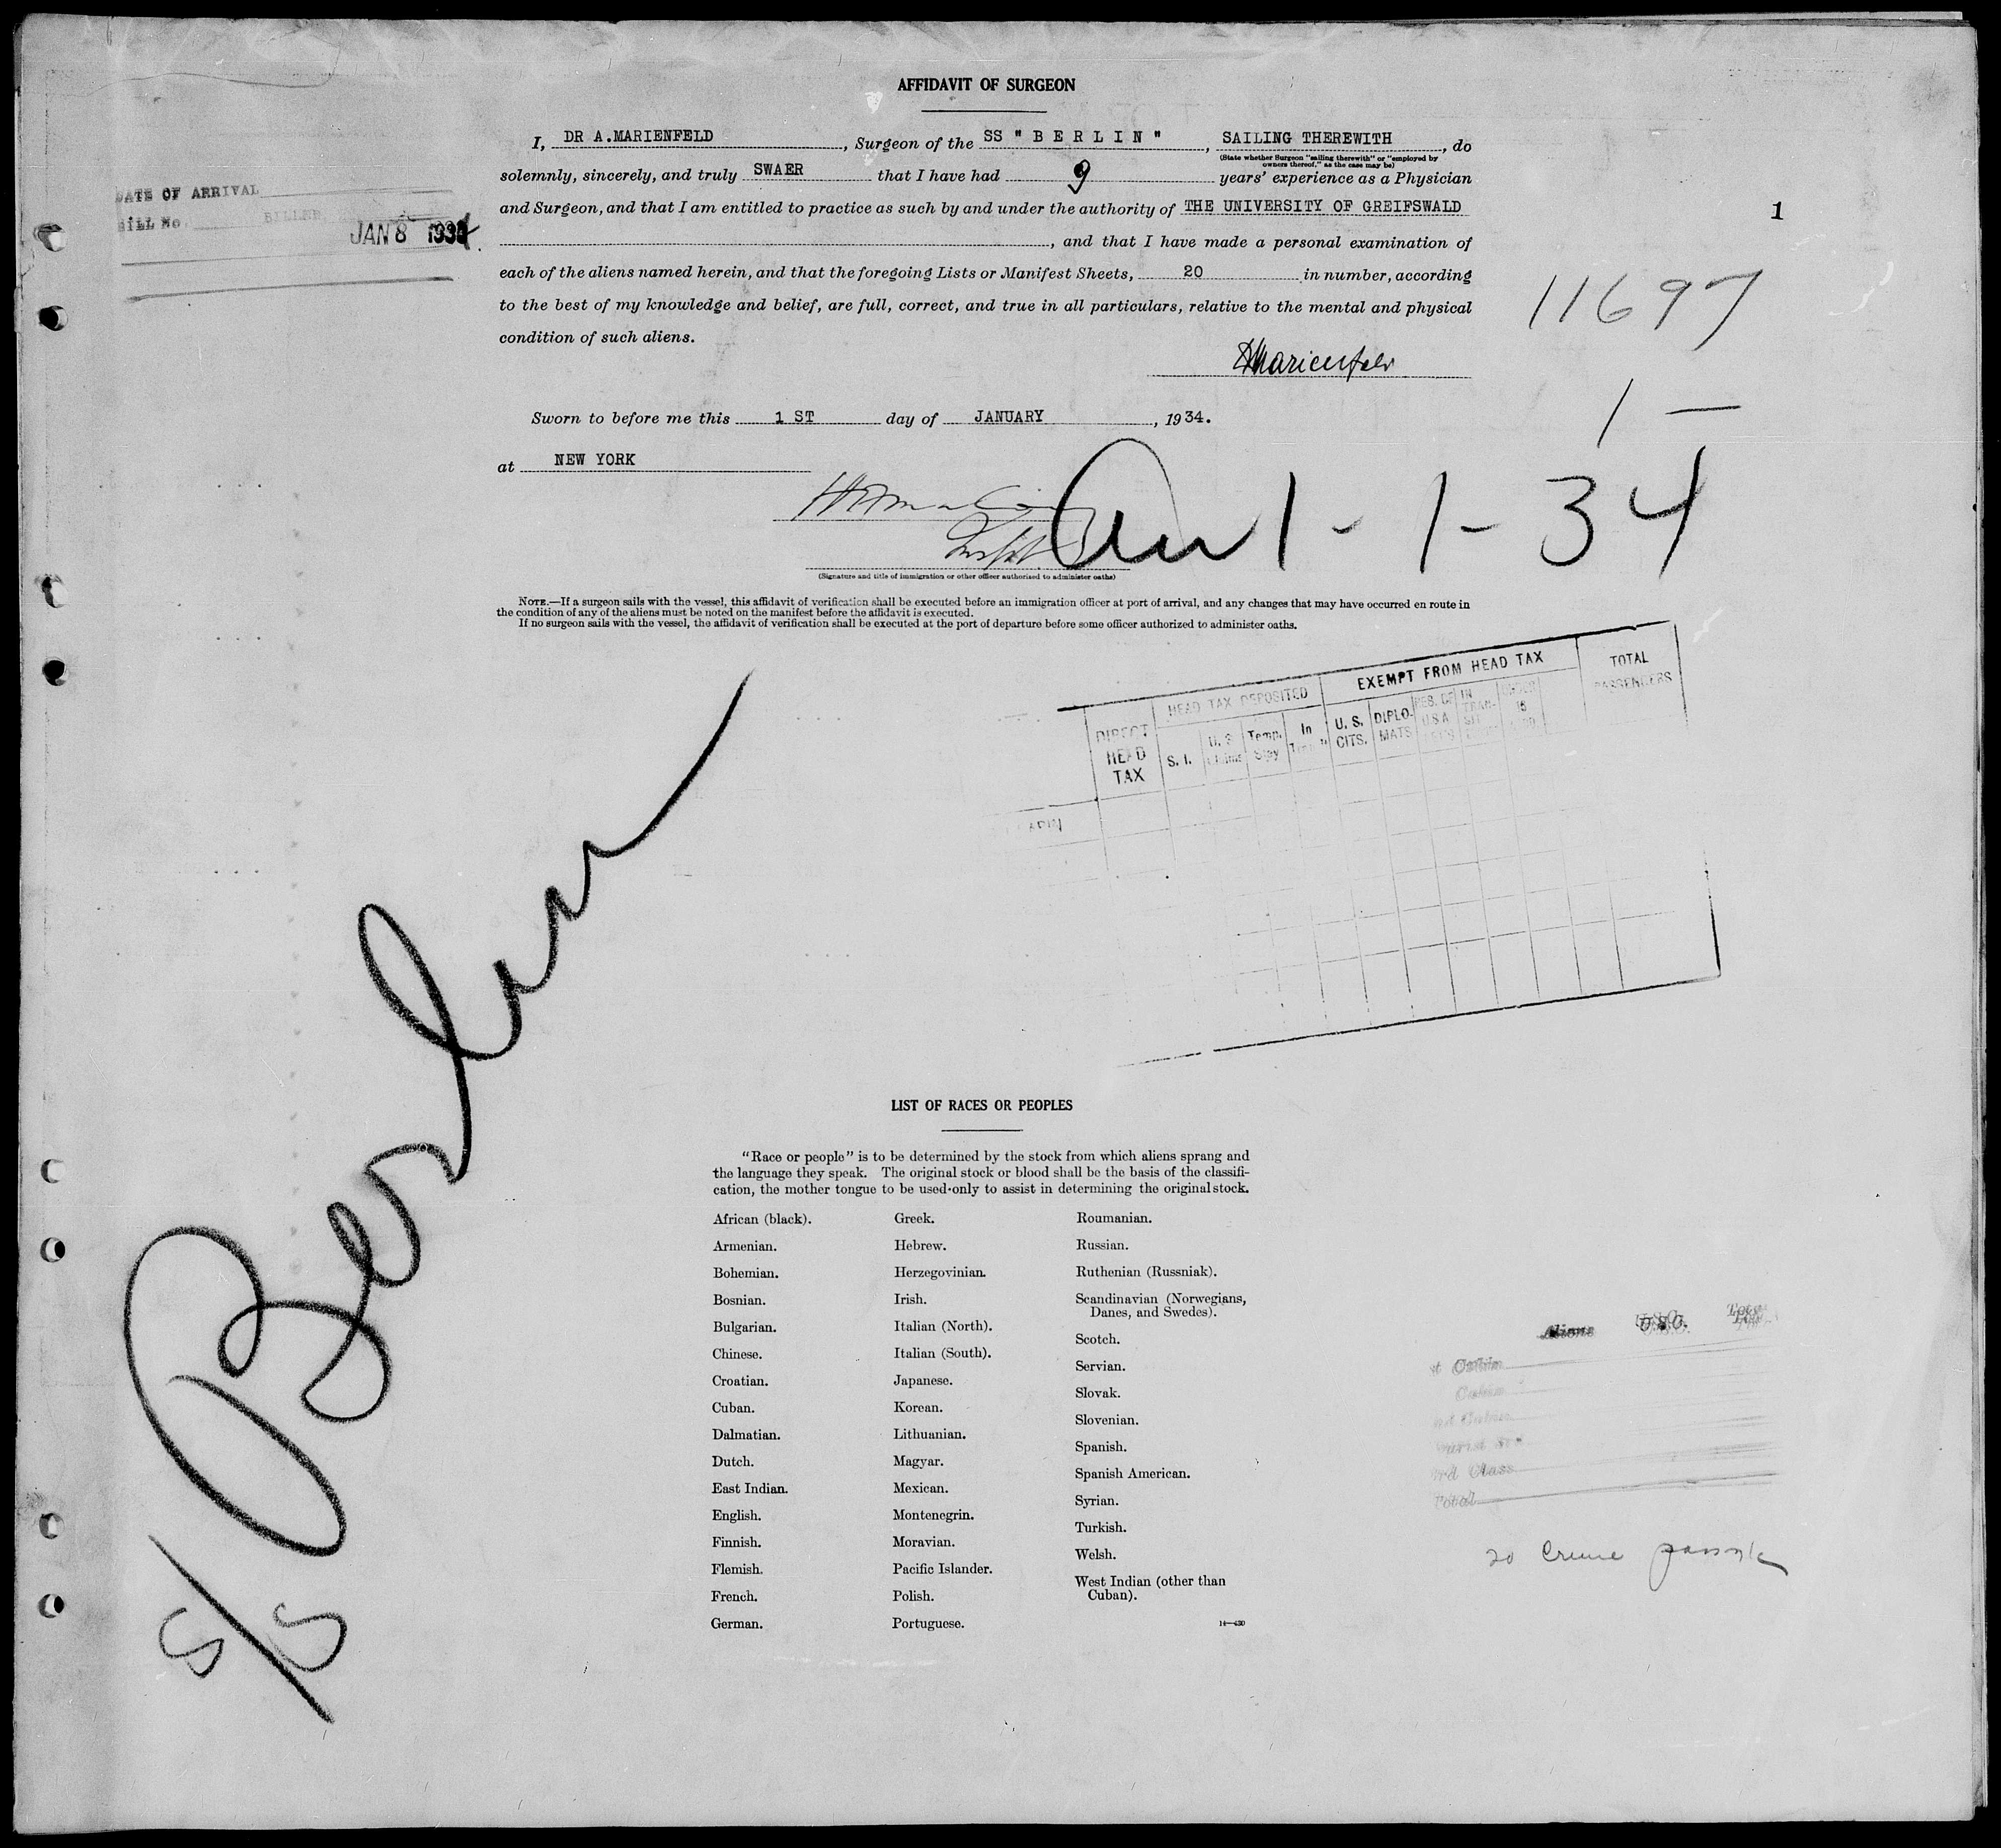 AFFIDAVIT OF SURGEON
I, DR A.MARIENFELD, Surgeon of the SS " B E R L I N ", SAILING THEREWITH, do
(State whether Surgeon "sailing therewith" or "employed by
owners thereof," as the case may be)
solemnly, sincerely, and truly SWAER that I have had 9 years' experience as a Physician
and Surgeon, and that I am entitled to practice as such by and under the authority of THE UNIVERSITY OF GREIFSWALD
, and that I have made a personal examination of
each of the aliens named herein, and that the foregoing Lists or Manifest Sheets, 20 in number, according
to the best of my knowledge and belief, are full, correct, and true in all particulars, relative to the mental and physical
condition of such aliens.
DATE OF ARRIVAL
BILL No.
JAN 8 1934
1
11697
AMarienfeld
1 —
Sworn to before me this 1 ST day of JANUARY, 1934.
at NEW YORK
Arr 1 - 1 - 34
(Signature and title of immigration or other officer authorized to administer oaths)
NOTE.—If a surgeon sails with the vessel, this affidavit of verification shall be executed before an immigration officer at port of arrival, and any changes that may have occurred en route in
the condition of any of the aliens must be noted on the manifest before the affidavit is executed.
If no surgeon sails with the vessel, the affidavit of verification shall be executed at the port of departure before some officer authorized to administer oaths.
DIRECT HEAD TAX
HEAD TAX DEPOSITED
EXEMPT FROM HEAD TAX
TOTAL PASSENGERS
S. I.
Temp. Stay
In
U. S. CITS.
DIPLO- MATS
S/S Berlin
LIST OF RACES OR PEOPLES
"Race or people" is to be determined by the stock from which aliens sprang and
the language they speak. The original stock or blood shall be the basis of the classifi-
cation, the mother tongue to be used only to assist in determining the original stock.
African (black).
Armenian.
Bohemian.
Bosnian.
Bulgarian.
Chinese.
Croatian.
Cuban.
Dalmatian.
Dutch.
East Indian.
English.
Finnish.
Flemish.
French.
German.
Greek.
Hebrew.
Herzegovinian.
Irish.
Italian (North).
Italian (South).
Japanese.
Korean.
Lithuanian.
Magyar.
Mexican.
Montenegrin.
Moravian.
Pacific Islander.
Polish.
Portuguese.
Roumanian.
Russian.
Ruthenian (Russniak).
Scandinavian (Norwegians,
Danes, and Swedes).
Scotch.
Servian.
Slovak.
Slovenian.
Spanish.
Spanish American.
Syrian.
Turkish.
Welsh.
West Indian (other than
Cuban).
Aliens U.S.C.
Cabin
Cabin
Class
Total
20